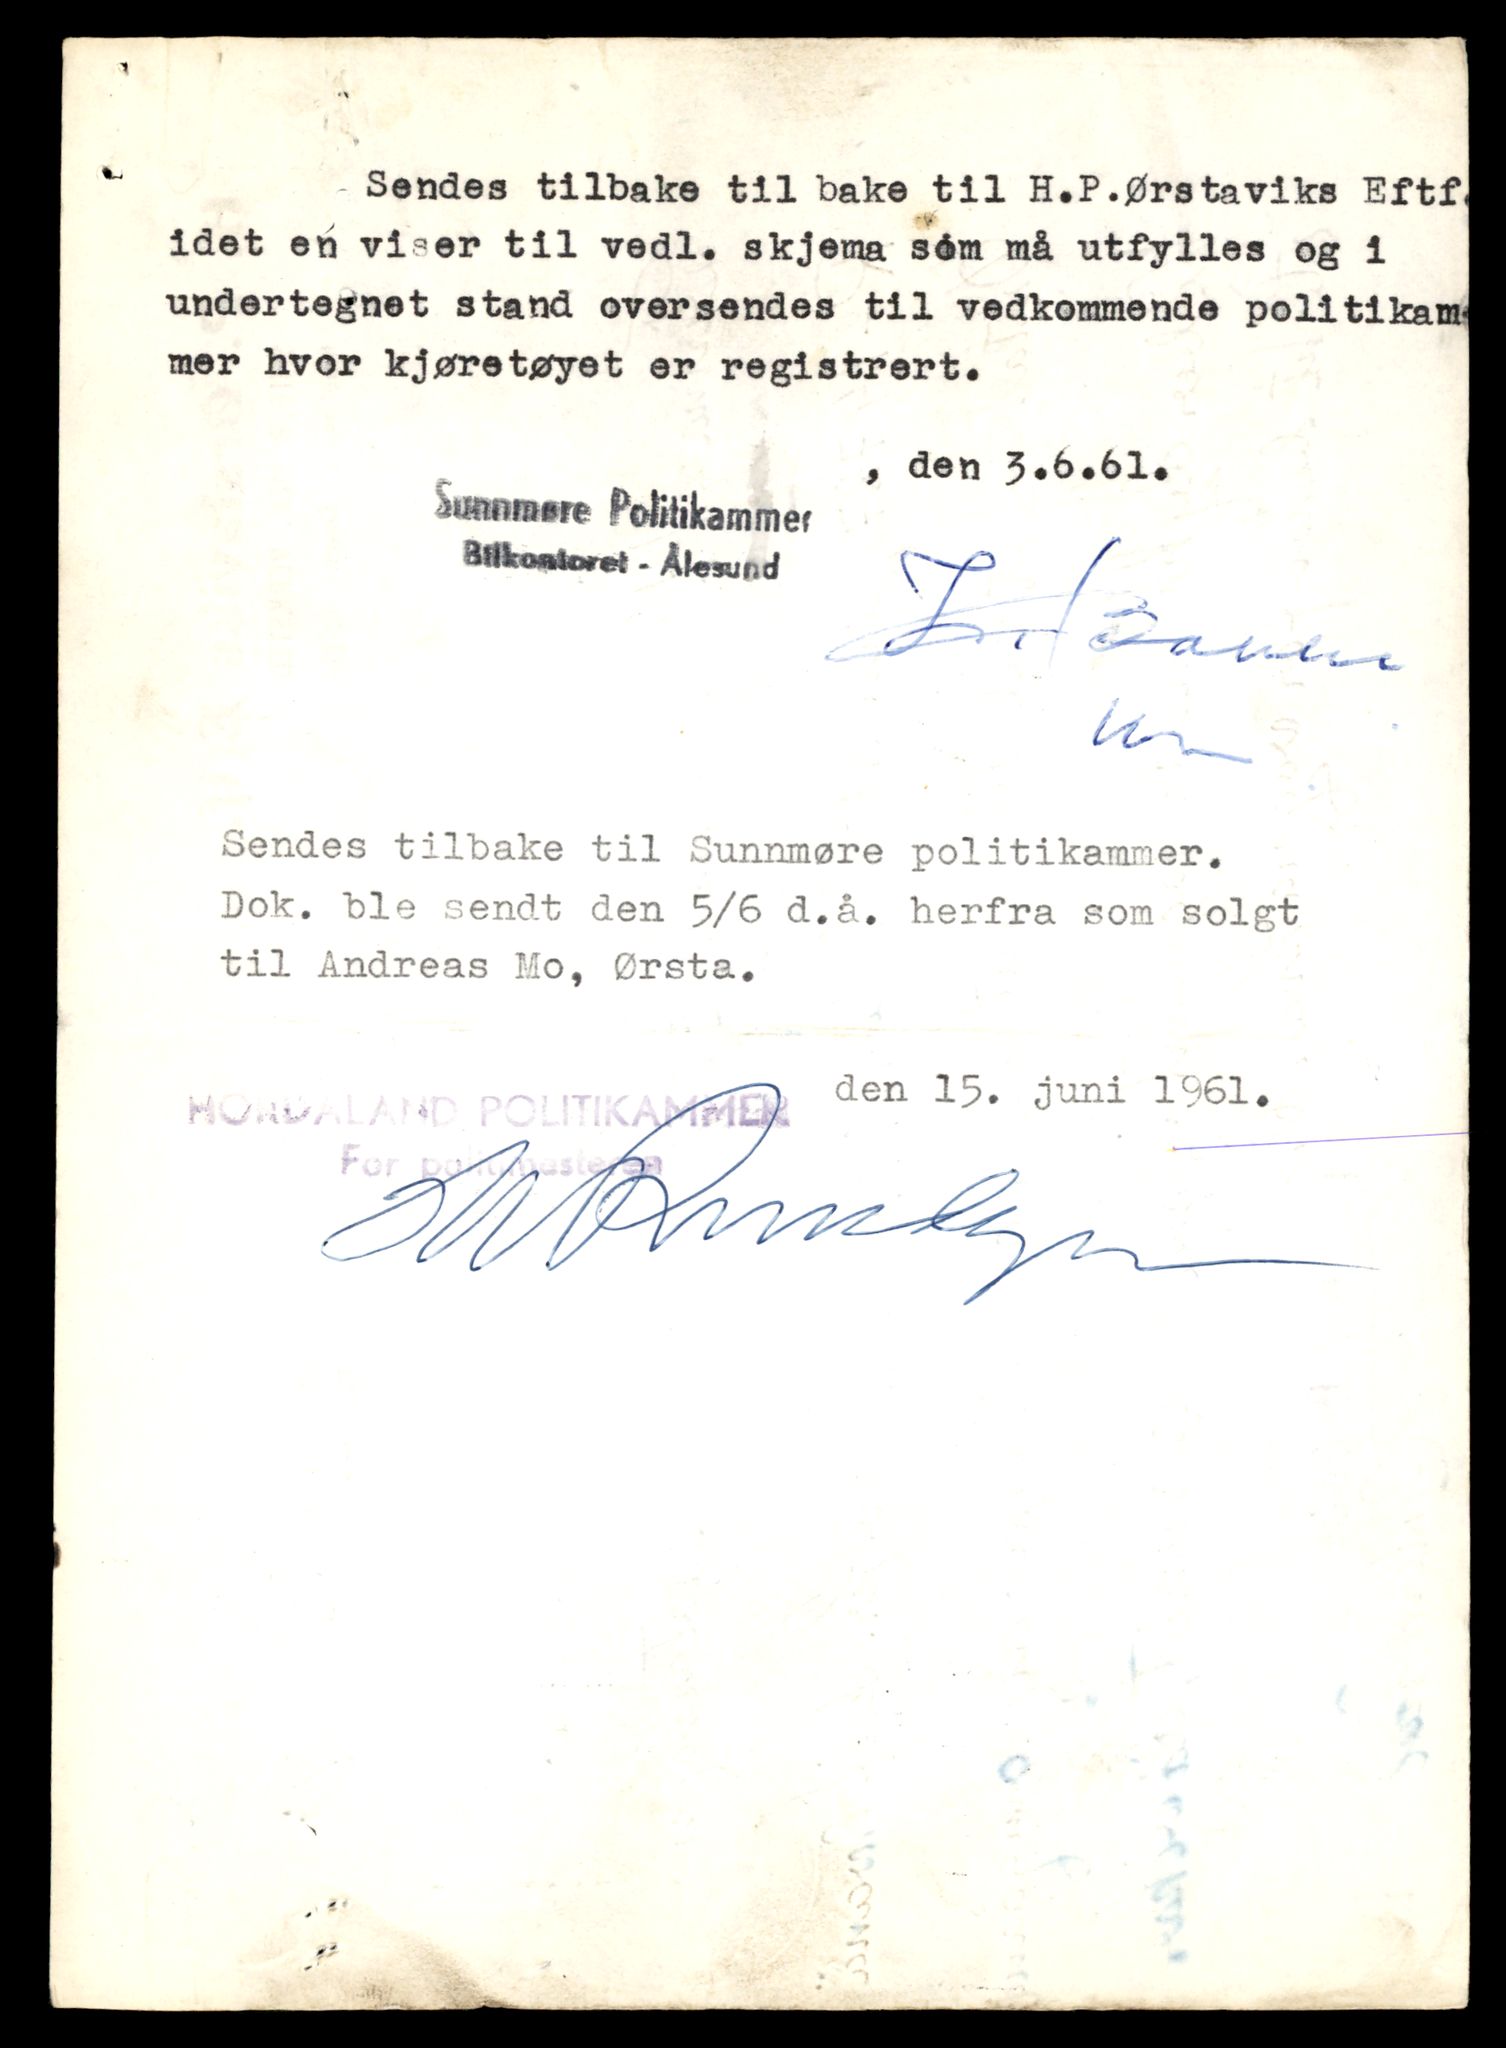 Sendes tilbake til bake til H.P.Ørstaviks Eftf.
idet en viser til vedl. skjema som må utfylles og i
undertegnet stand oversendes til vedkommende politikam-
mer hvor kjøretøyet er registrert.
, den 3.6.61.
Sunnmøre Politikammer
Bilkontoret - Ålesund
Sendes tilbake til Sunnmøre politikammer.
Dok. ble sendt den 5/6 d.å. herfra som solgt
til Andreas Mo, Ørsta.
den 15. juni 1961.
HORDALAND POLITIKAMMER
For politimesteren